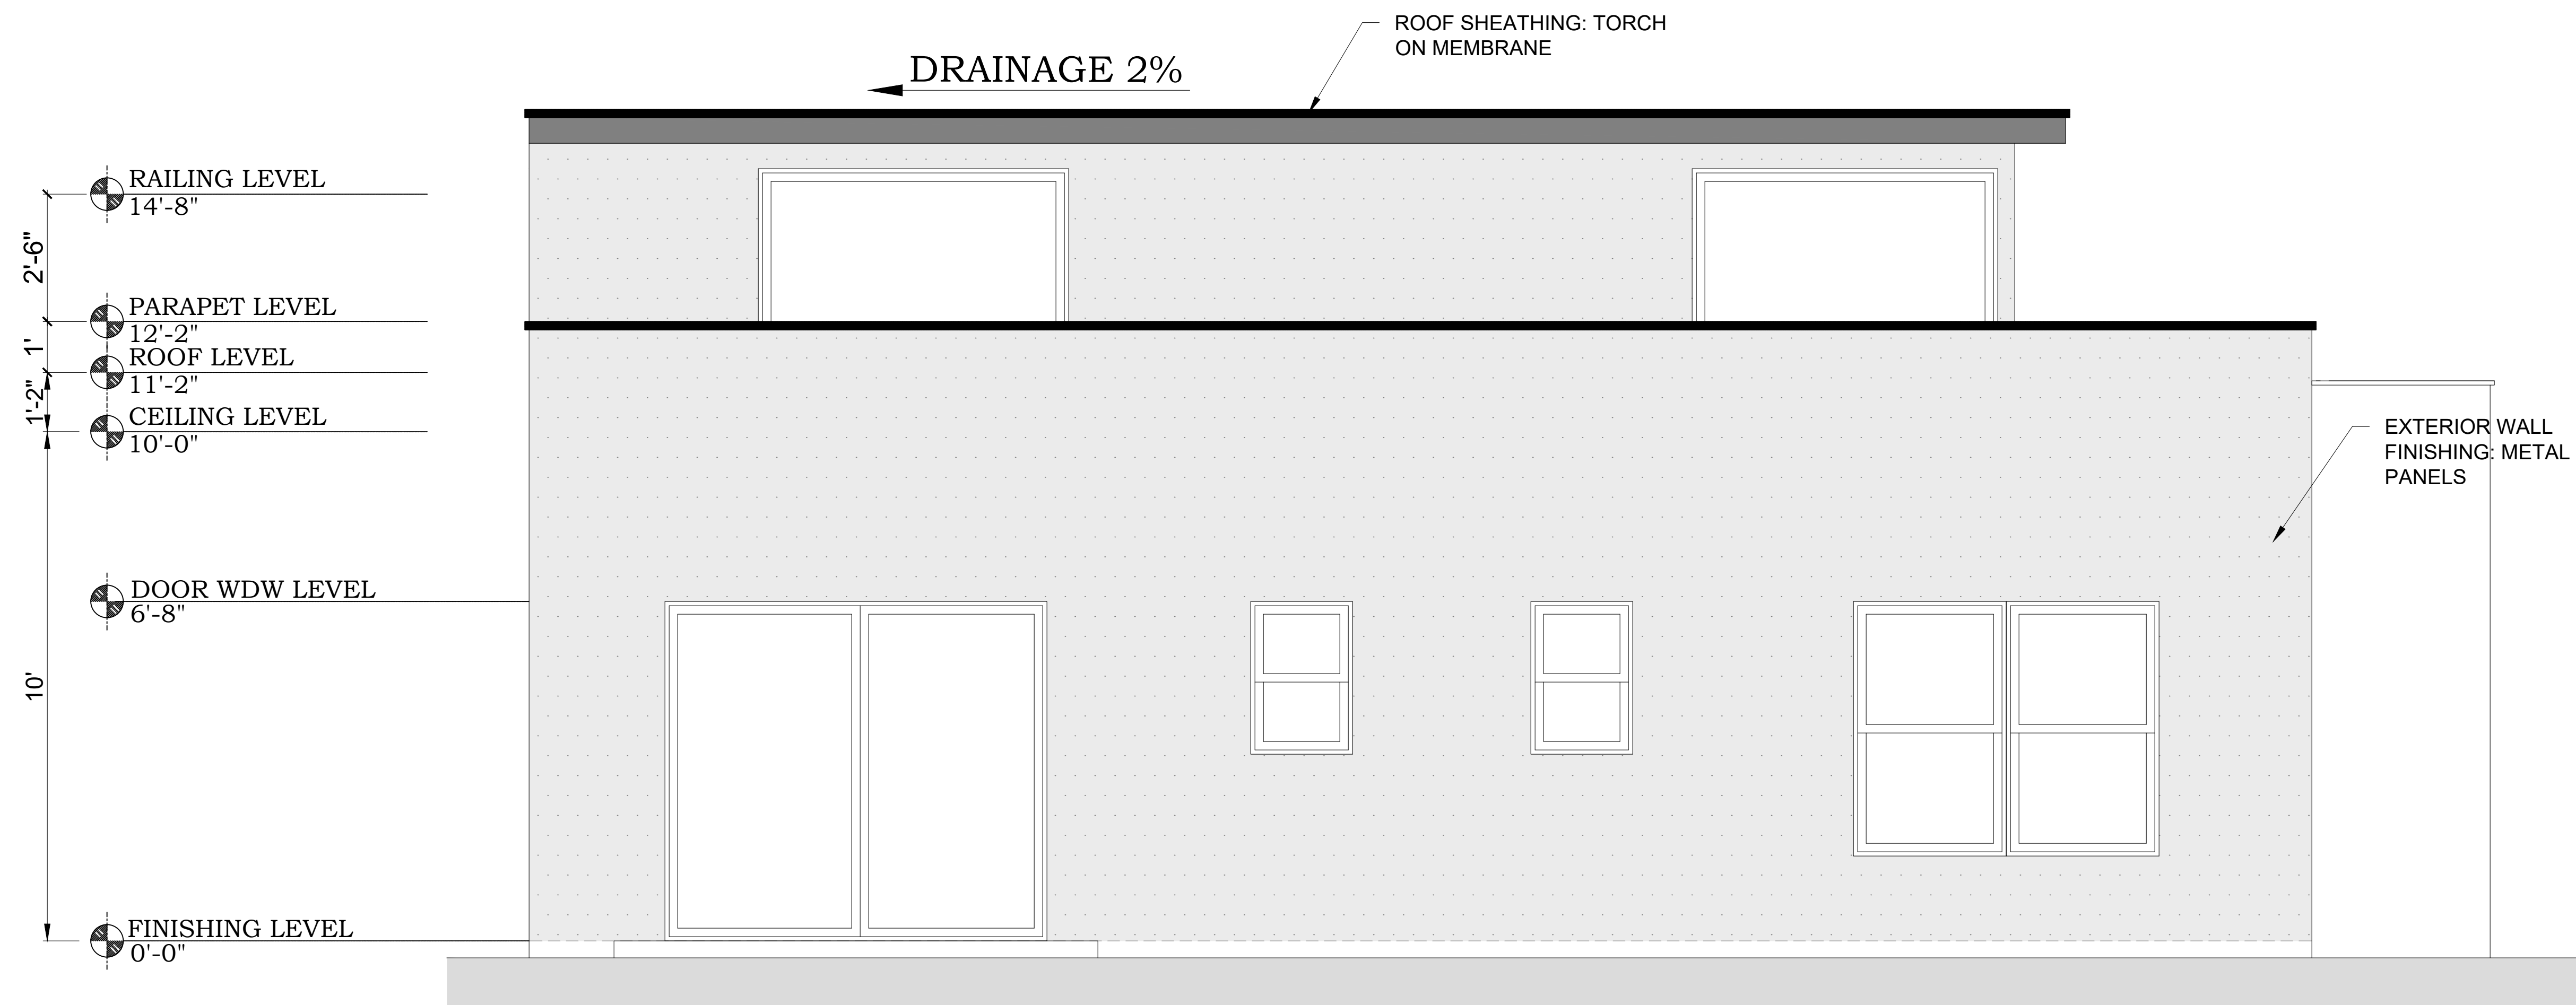 ROOF SHEATHING: TORCH
ON MEMBRANE
DRAINAGE 2%
RAILING LEVEL
14'-8"
2'-6"
PARAPET LEVEL
12'-2"
1'
ROOF LEVEL
11'-2"
1'-2"
CEILING LEVEL
10'-0"
EXTERIOR WALL
FINISHING: METAL
PANELS
DOOR WDW LEVEL
6'-8"
10'
FINISHING LEVEL
0'-0"